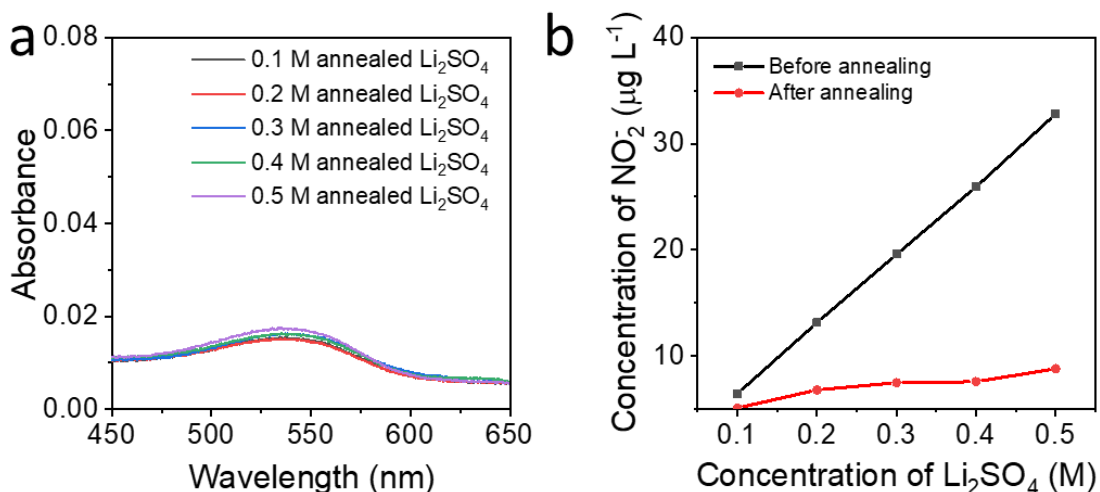 a
0.08
0.06
0.04
0.02
0.00
Absorbance
0.1 M annealed Li₂SO₄
0.2 M annealed Li₂SO₄
0.3 M annealed Li₂SO₄
0.4 M annealed Li₂SO₄
0.5 M annealed Li₂SO₄
450 500 550 600 650
Wavelength (nm)
b
40
30
20
10
Concentration of NO₂⁻ (μg L⁻¹)
Before annealing
After annealing
0.1 0.2 0.3 0.4 0.5
Concentration of Li₂SO₄ (M)